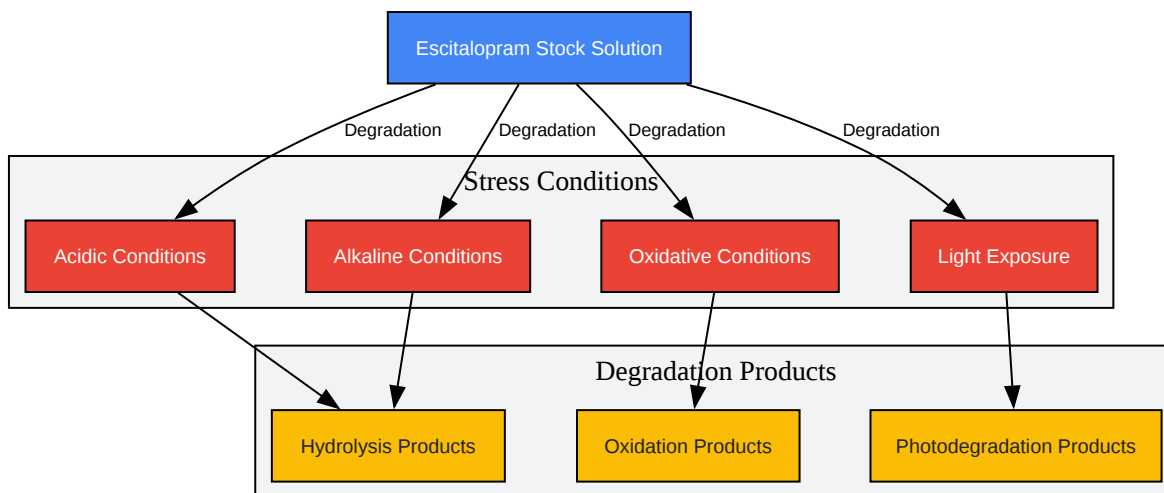 Escitalopram Stock Solution
Degradation
Degradation
Degradation
Degradation
Stress Conditions
Acidic Conditions
Alkaline Conditions
Oxidative Conditions
Light Exposure
Degradation Products
Hydrolysis Products
Oxidation Products
Photodegradation Products